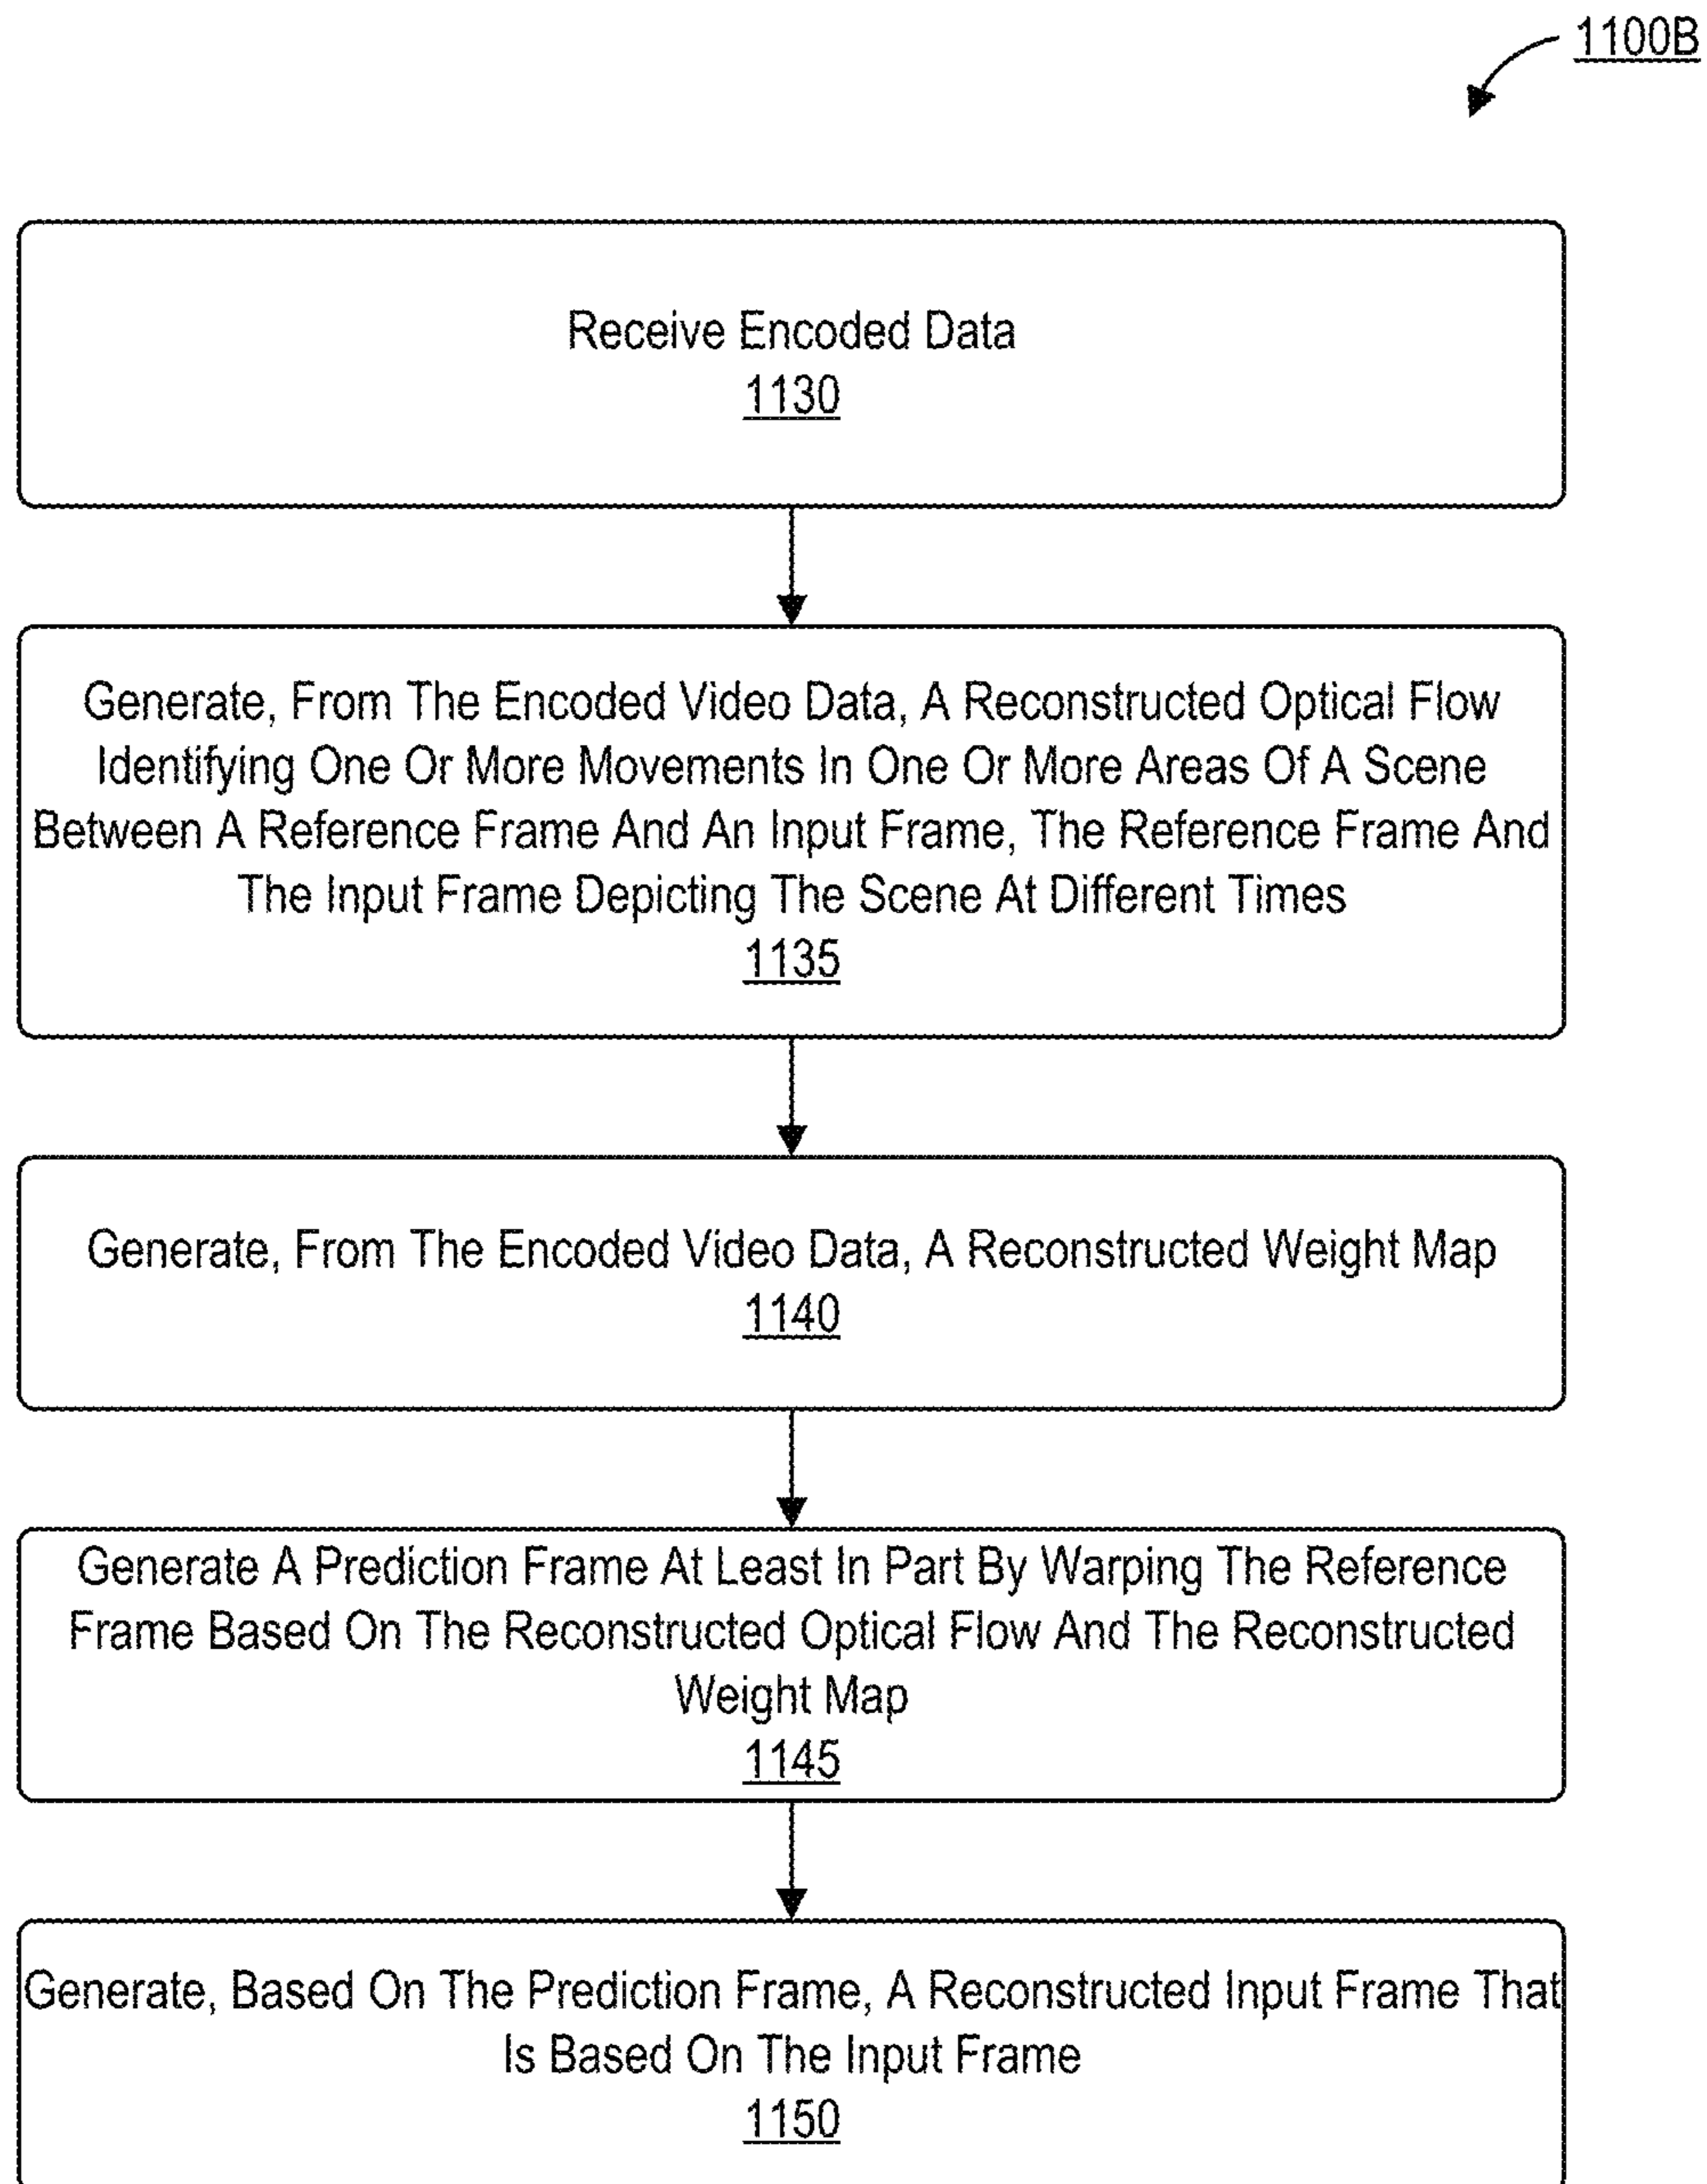 1100B
Receive Encoded Data
1130
Generate, From The Encoded Video Data, A Reconstructed Optical Flow
Identifying One Or More Movements In One Or More Areas Of A Scene
Between A Reference Frame And An Input Frame, The Reference Frame And
The Input Frame Depicting The Scene At Different Times
1135
Generate, From The Encoded Video Data, A Reconstructed Weight Map
1140
Generate A Prediction Frame At Least In Part By Warping The Reference
Frame Based On The Reconstructed Optical Flow And The Reconstructed
Weight Map
1145
Generate, Based On The Prediction Frame, A Reconstructed Input Frame That
Is Based On The Input Frame
1150